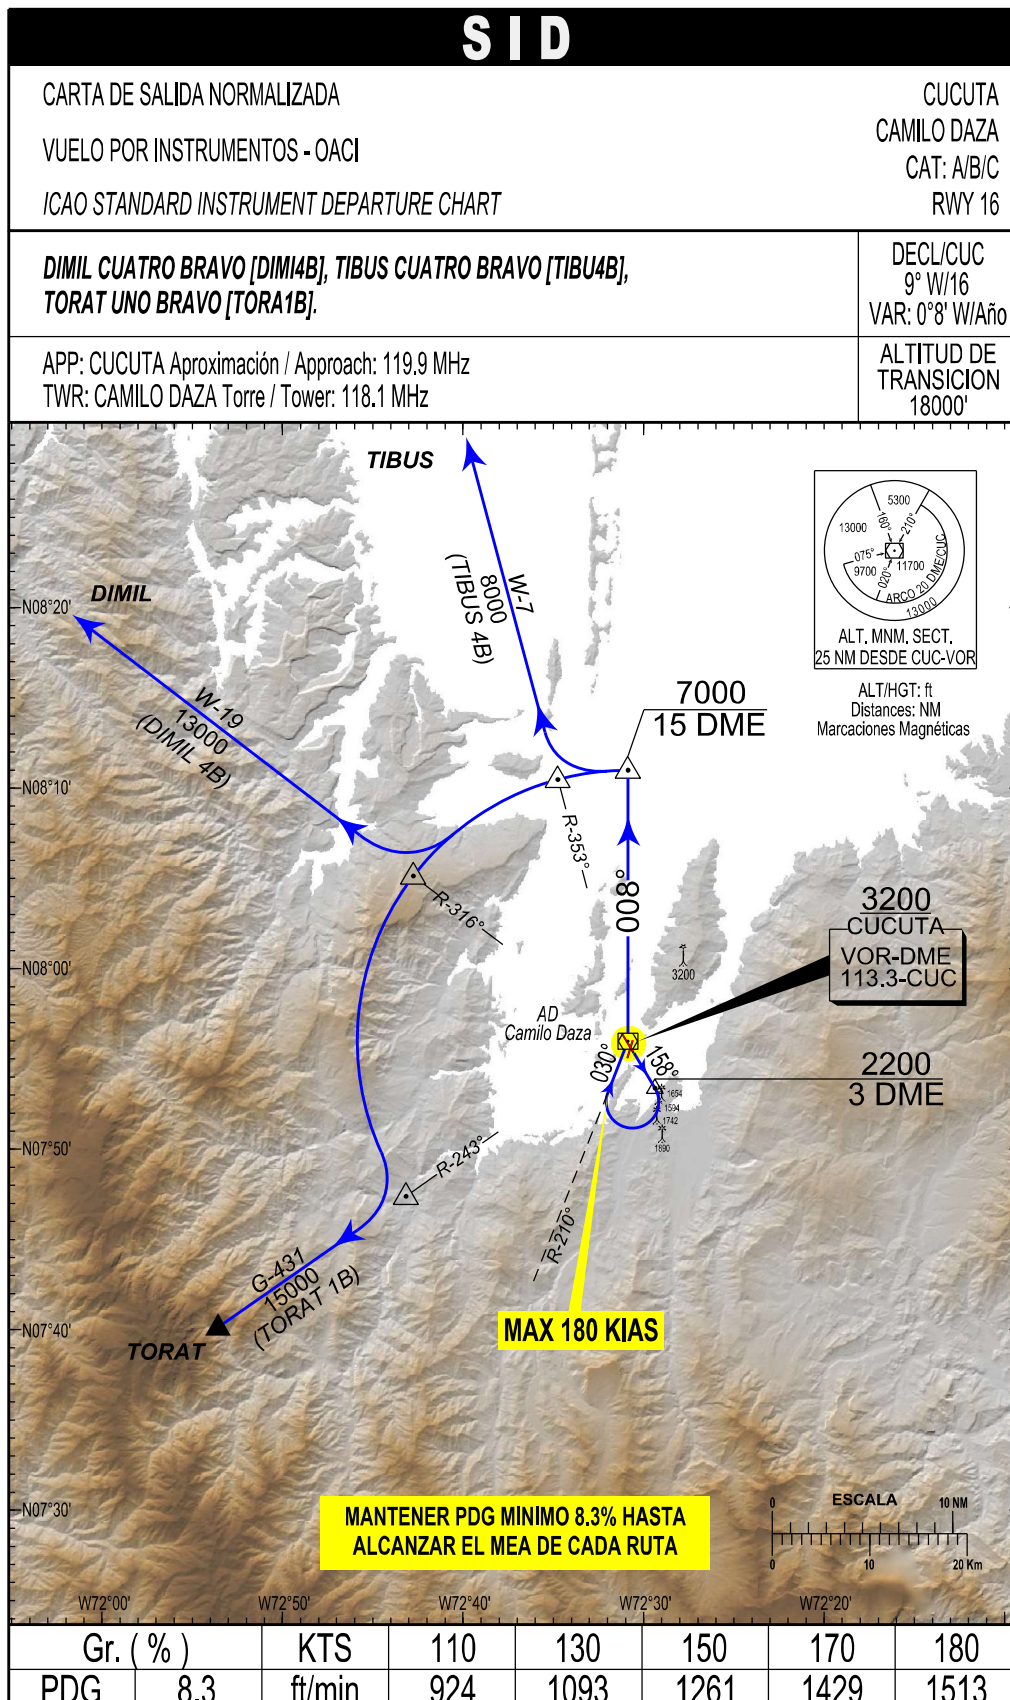 SID
CARTA DE SALIDA NORMALIZADA
VUELO POR INSTRUMENTOS - OACI
ICAO STANDARD INSTRUMENT DEPARTURE CHART
CUCUTA
CAMILO DAZA
CAT: A/B/C
RWY 16
DIMIL CUATRO BRAVO [DIMI4B], TIBUS CUATRO BRAVO [TIBU4B],
TORAT UNO BRAVO [TORA1B].
DECL/CUC
9° W/16
VAR: 0°8' W/Año
APP: CUCUTA Aproximación / Approach: 119.9 MHz
TWR: CAMILO DAZA Torre / Tower: 118.1 MHz
ALTITUD DE
TRANSICION
18000'
TIBUS
W-7
8000
(TIBUS 4B)
5300
13000
160°
210°
075°
9700
11700
020°
ARCO 20 DME/CUC
13000
ALT. MNM. SECT.
25 NM DESDE CUC-VOR
ALT/HGT: ft
Distances: NM
Marcaciones Magnéticas
DIMIL
N08°20'
W-19
13000
(DIMIL 4B)
7000
15 DME
N08°10'
R-353°
R-316°
008°
3200
CUCUTA
VOR-DME
113.3-CUC
3200
N08°00'
AD
Camilo Daza
030°
158°
2200
3 DME
1654
1594
1742
1890
N07°50'
R-243°
R-210°
G-431
15000
(TORAT 1B)
TORAT
N07°40'
MAX 180 KIAS
N07°30'
MANTENER PDG MINIMO 8.3% HASTA
ALCANZAR EL MEA DE CADA RUTA
0 ESCALA 10 NM
0 10 20 Km
W72°00' W72°50' W72°40' W72°30' W72°20'
Gr. ( % ) KTS 110 130 150 170 180
PDG 8.3 ft/min 924 1093 1261 1429 1513